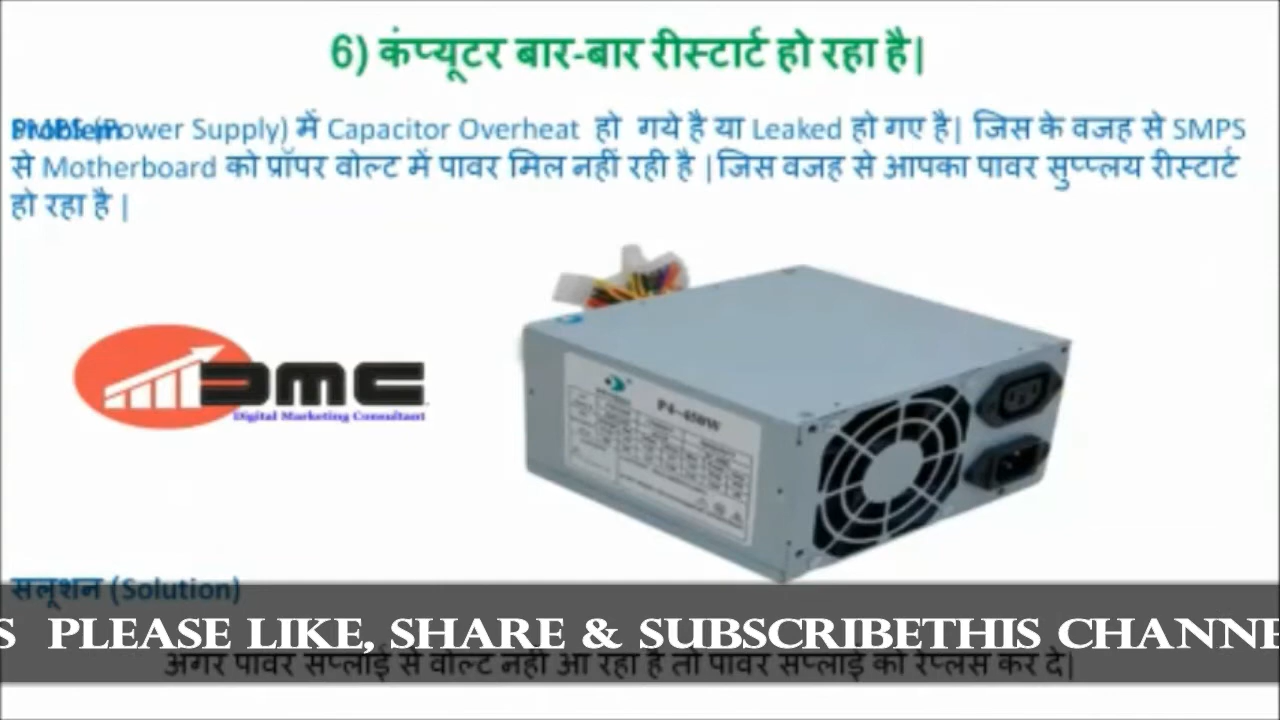 6) कंप्यूटर बार-बार रीस्टार्ट हो रहा है|
Problem
SMPS (Power Supply) में Capacitor Overheat हो गये है या Leaked हो गए है| जिस के वजह से SMPS
से Motherboard को प्रॉपर वोल्ट में पावर मिल नहीं रही है |जिस वजह से आपका पावर सुप्प्लय रीस्टार्ट
हो रहा है |
DMC
Digital Marketing Consultant
P4-450W
सलूशन (Solution)
S PLEASE LIKE, SHARE & SUBSCRIBETHIS CHANNE
अगर पावर सप्लाई से वोल्ट नहीं आ रहा है तो पावर सप्लाई को रिप्लेस कर दे|